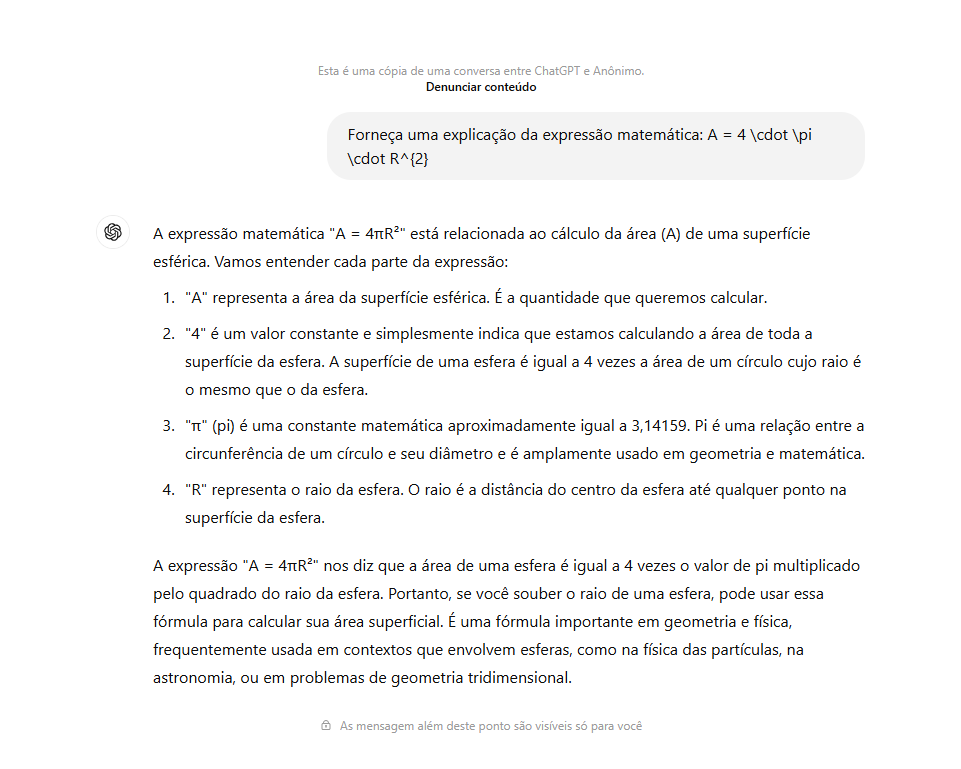 Esta é uma cópia de uma conversa entre ChatGPT e Anônimo.
Denunciar conteúdo
Forneça uma explicação da expressão matemática: A = 4 \cdot \pi
\cdot R^{2}
A expressão matemática "A = 4πR²" está relacionada ao cálculo da área (A) de uma superfície
esférica. Vamos entender cada parte da expressão:
1. "A" representa a área da superfície esférica. É a quantidade que queremos calcular.
2. "4" é um valor constante e simplesmente indica que estamos calculando a área de toda a
superfície da esfera. A superfície de uma esfera é igual a 4 vezes a área de um círculo cujo raio é
o mesmo que o da esfera.
3. "π" (pi) é uma constante matemática aproximadamente igual a 3,14159. Pi é uma relação entre a
circunferência de um círculo e seu diâmetro e é amplamente usado em geometria e matemática.
4. "R" representa o raio da esfera. O raio é a distância do centro da esfera até qualquer ponto na
superfície da esfera.
A expressão "A = 4πR²" nos diz que a área de uma esfera é igual a 4 vezes o valor de pi multiplicado
pelo quadrado do raio da esfera. Portanto, se você souber o raio de uma esfera, pode usar essa
fórmula para calcular sua área superficial. É uma fórmula importante em geometria e física,
frequentemente usada em contextos que envolvem esferas, como na física das partículas, na
astronomia, ou em problemas de geometria tridimensional.
As mensagem além deste ponto são visíveis só para você